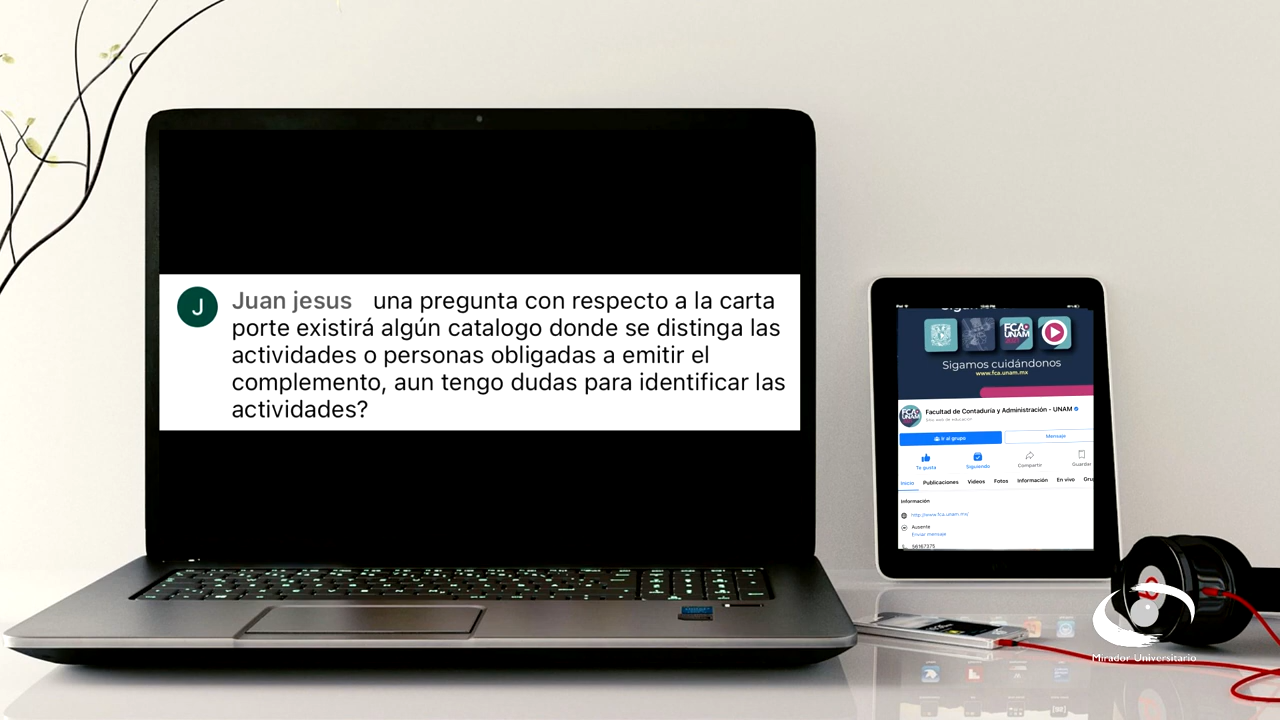 J
Juan jesus una pregunta con respecto a la carta
porte existirá algún catalogo donde se distinga las
actividades o personas obligadas a emitir el
complemento, aun tengo dudas para identificar las
actividades?
FCA
UNAM
Sigamos cuidándonos
www.fca.unam.mx
Facultad de Contaduría y Administración - UNAM
Ir al grupo
Mensaje
Te gusta
Siguiendo
Compartir
Guardar
Inicio Publicaciones Videos Fotos Información En vivo Gru
Información
http://www.fca.unam.mx/
Ausente
Enviar mensaje
56167375
Mirador Universitario